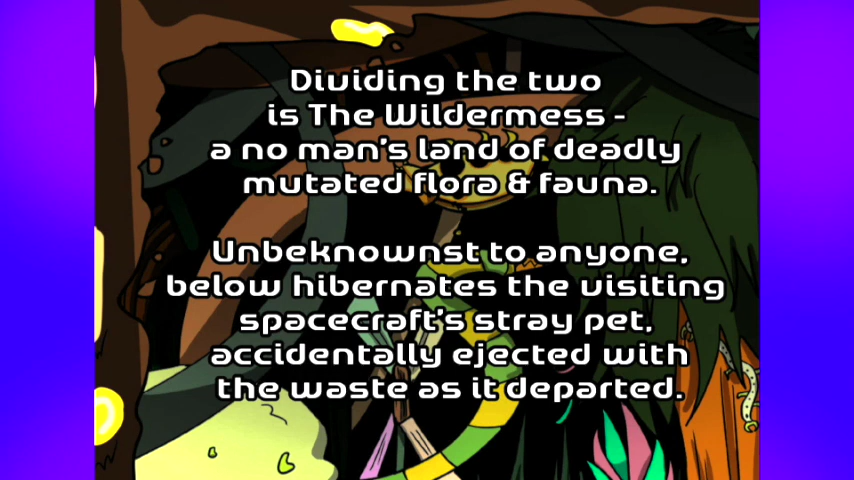 Dividing the two
is The Wildermess -
a no man's land of deadly
mutated flora & fauna.
Unbeknownst to anyone,
below hibernates the visiting
spacecraft's stray pet,
accidentally ejected with
the waste as it departed.